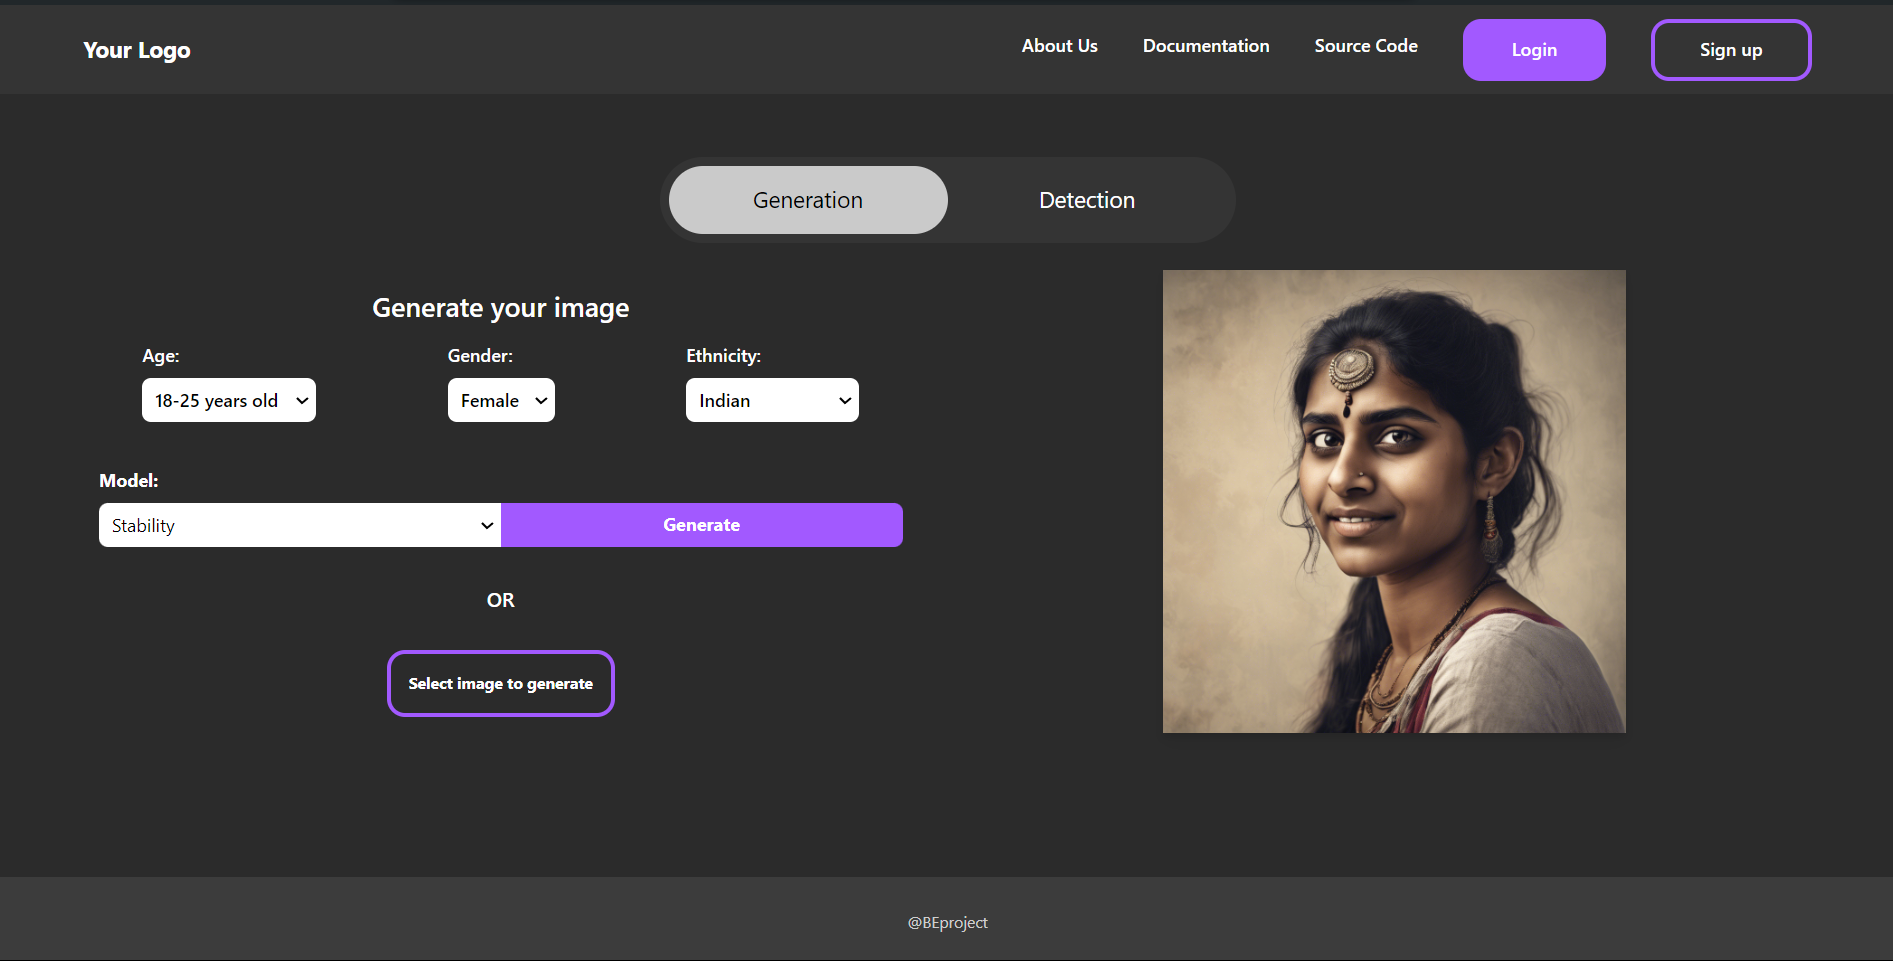 Your Logo
About Us
Documentation
Source Code
Login
Sign up
Generation
Detection
Generate your image
Age:
Gender:
Ethnicity:
18-25 years old
Female
Indian
Model:
Stability
Generate
OR
Select image to generate
@BEproject